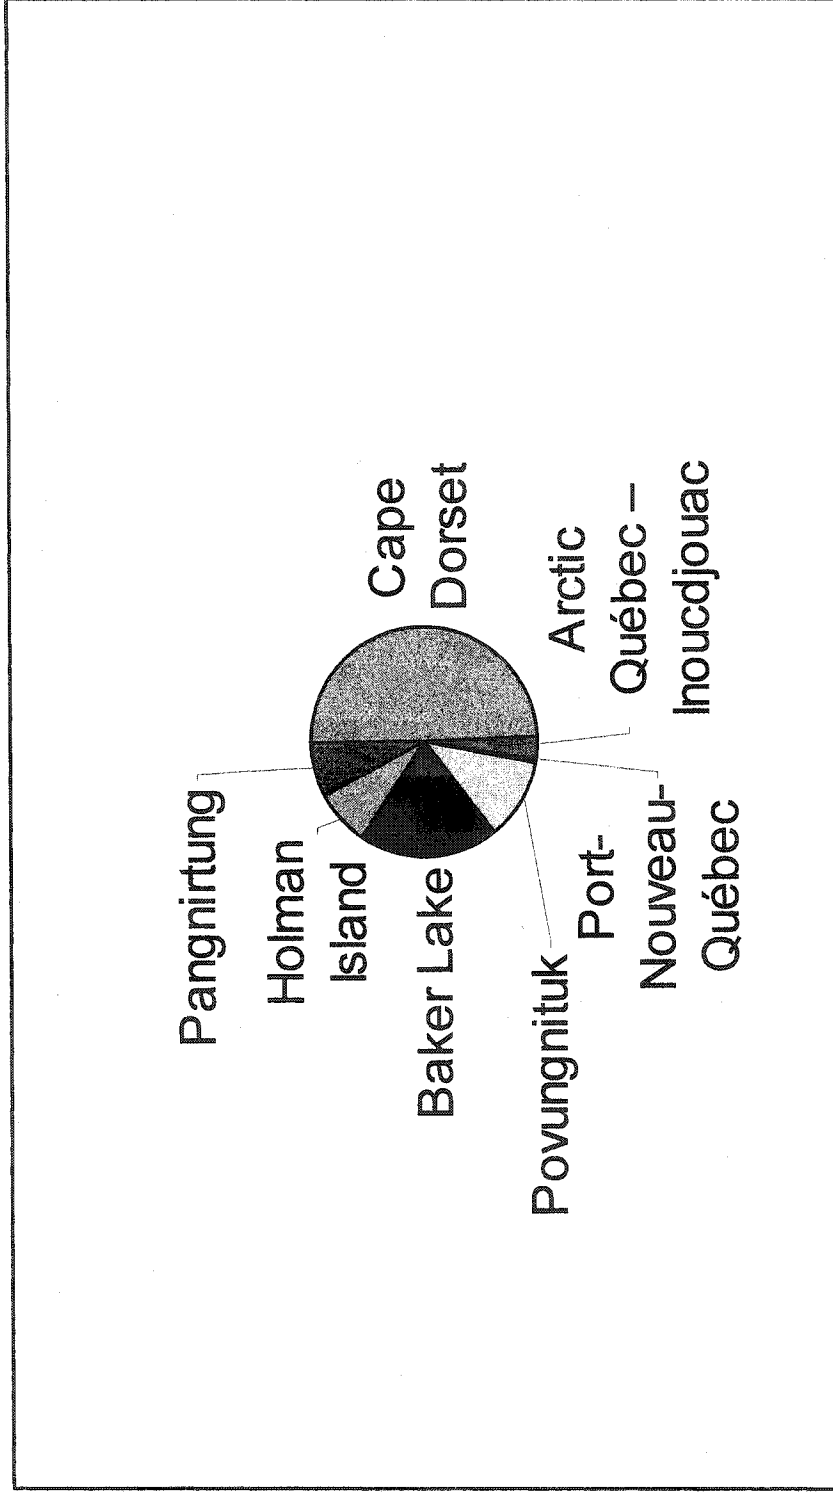 Pangnirtung
Holman
Island
Baker Lake
Povungnituk
Port-
Nouveau-
Québec
Cape
Dorset
Arctic
Québec –
Inoucdjouac